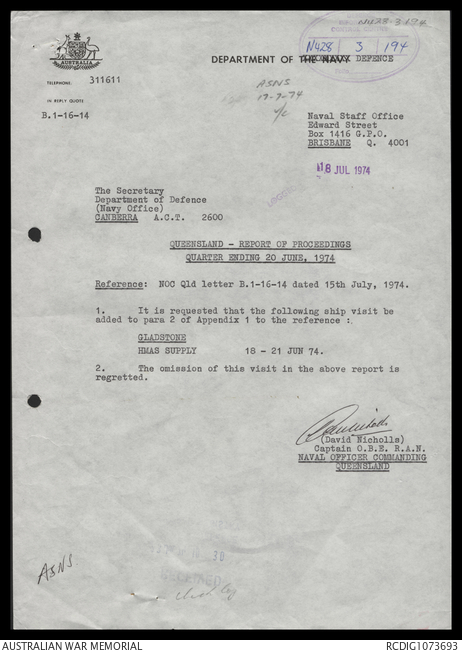 N428-3-194
N428 3 194
AUSTRALIA
DEPARTMENT OF THE NAVY DEFENCE
TELEPHONE 311611
ASNS
IN REPLY QUOTE
B.1-16-14
Naval Staff Office
Edward Street
Box 1416 G.P.O.
BRISBANE Q. 4001
18 JUL 1974
The Secretary
Department of Defence
(Navy Office)
CANBERRA A.C.T. 2600
QUEENSLAND - REPORT OF PROCEEDINGS
QUARTER ENDING 20 JUNE, 1974
Reference: NOC Qld letter B.1-16-14 dated 15th July, 1974.
1. It is requested that the following ship visit be
added to para 2 of Appendix 1 to the reference :.
GLADSTONE
HMAS SUPPLY 18 - 21 JUN 74.
2. The omission of this visit in the above report is
regretted.
(David Nicholls)
Captain O.B.E. R.A.N.
NAVAL OFFICER COMMANDING
QUEENSLAND
ASNS
RECEIVED
AUSTRALIAN WAR MEMORIAL
RCDIG1073693